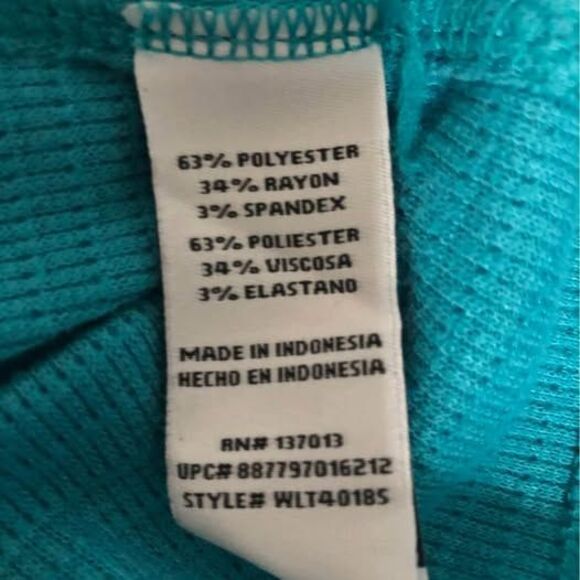 63% POLYESTER
34% RAYON
3% SPANDEX
63% POLIESTER
34% VISCOSA
3% ELASTANO
MADE IN INDONESIA
HECHO EN INDONESIA
RN# 137013
UPC# 887797016212
STYLE# WLT40185